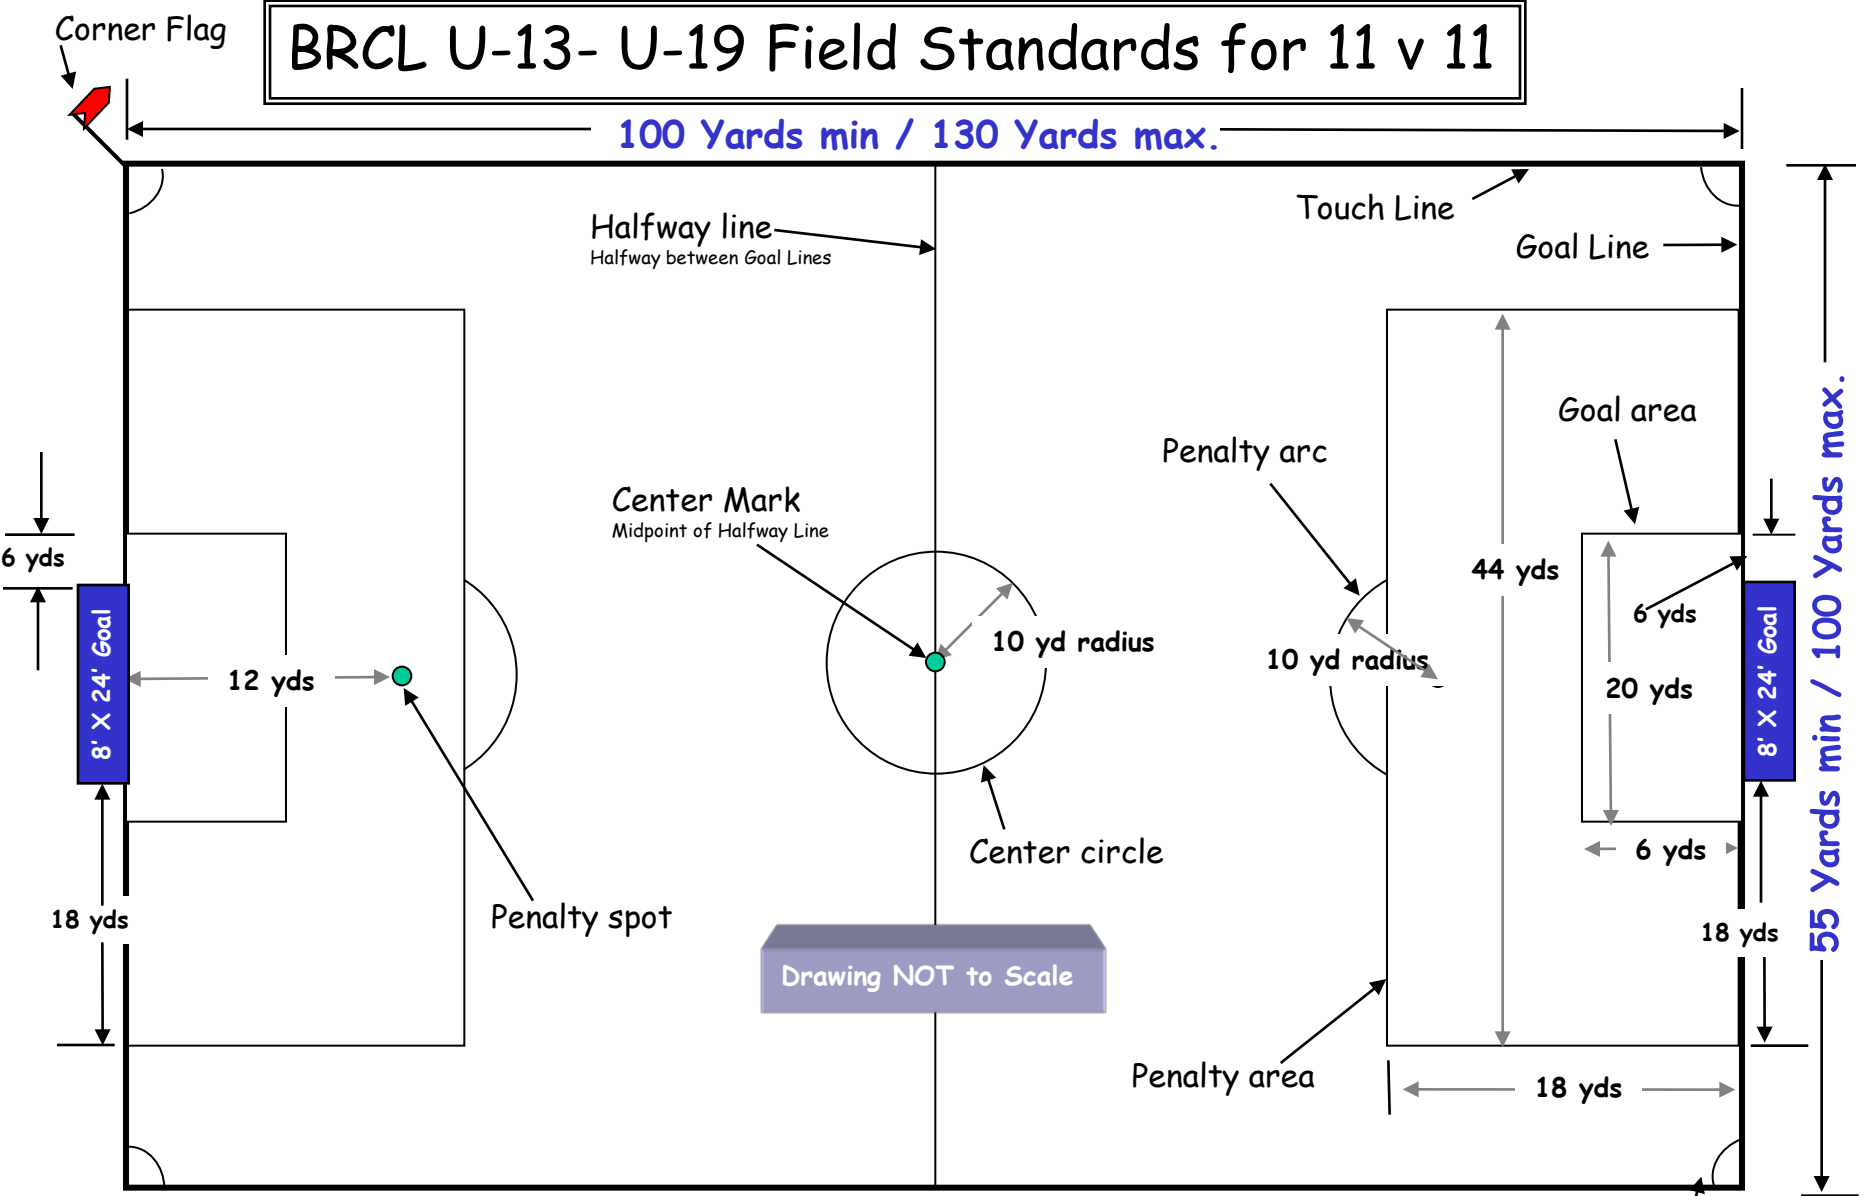 Corner Flag
BRCL U-13- U-19 Field Standards for 11 v 11
100 Yards min / 130 Yards max.
Touch Line
Halfway line
Halfway between Goal Lines
Goal Line
Goal area
Penalty arc
Center Mark
Midpoint of Halfway Line
6 yds
44 yds
6 yds
10 yd radius
10 yd radius
12 yds
20 yds
8' X 24' Goal
8' X 24' Goal
55 Yards min / 100 Yards max.
Center circle
6 yds
Penalty spot
18 yds
18 yds
Drawing NOT to Scale
Penalty area
18 yds